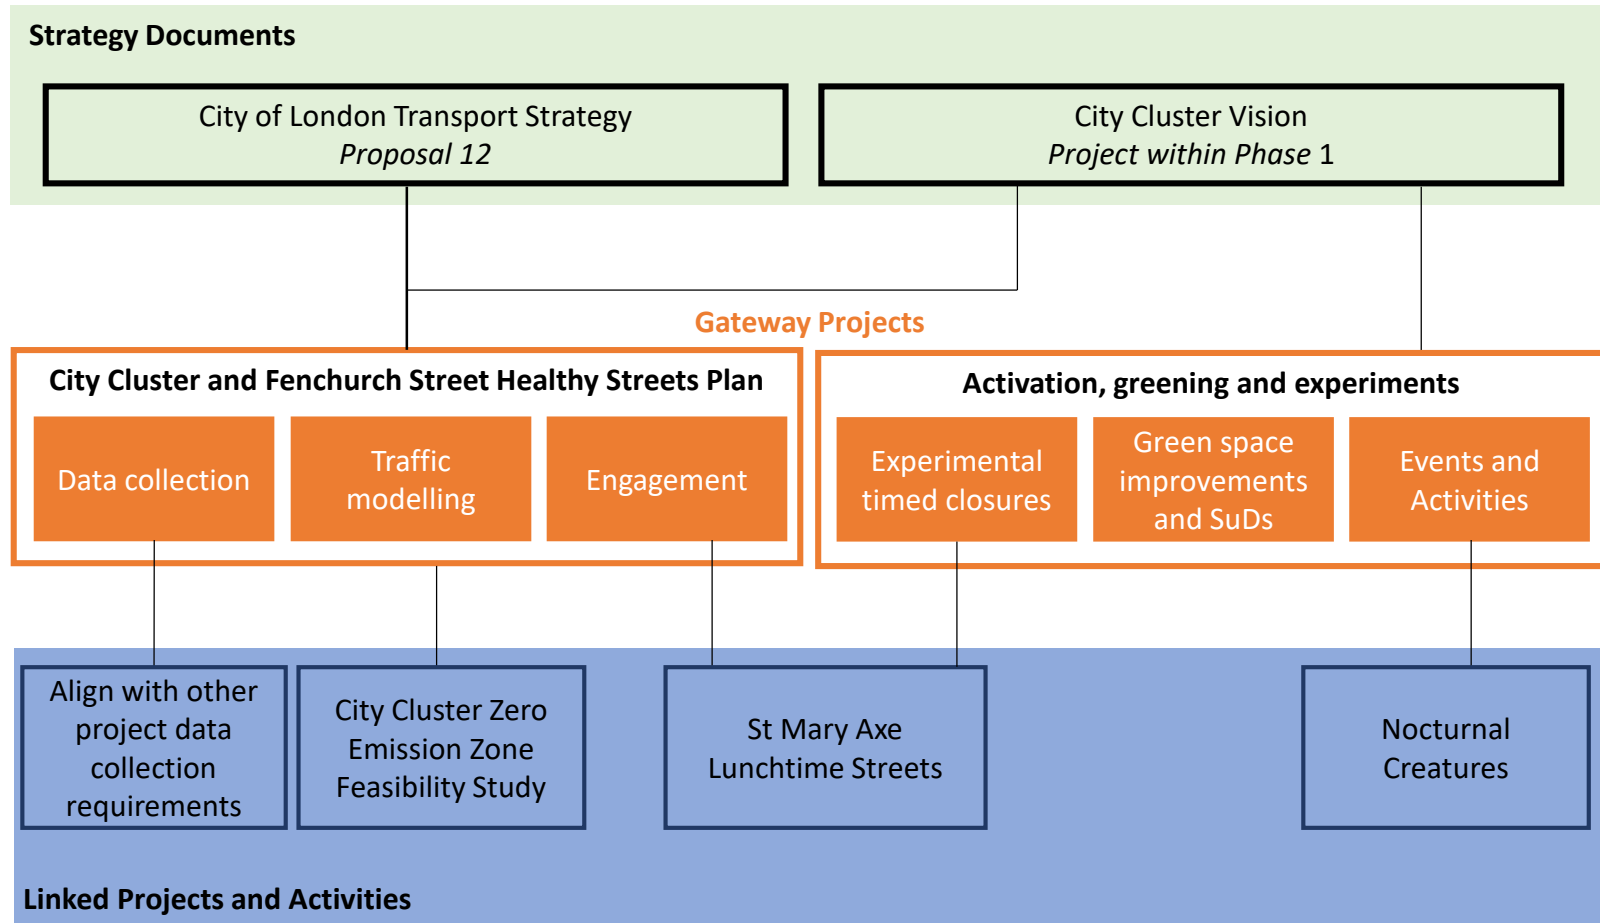 Strategy Documents
City of London Transport Strategy
Proposal 12
City Cluster Vision
Project within Phase 1
Gateway Projects
City Cluster and Fenchurch Street Healthy Streets Plan
Data collection
Traffic
modelling
Engagement
Activation, greening and experiments
Experimental
timed closures
Green space
improvements
and SuDs
Events and
Activities
Align with other
project data
collection
requirements
City Cluster Zero
Emission Zone
Feasibility Study
St Mary Axe
Lunchtime Streets
Nocturnal
Creatures
Linked Projects and Activities